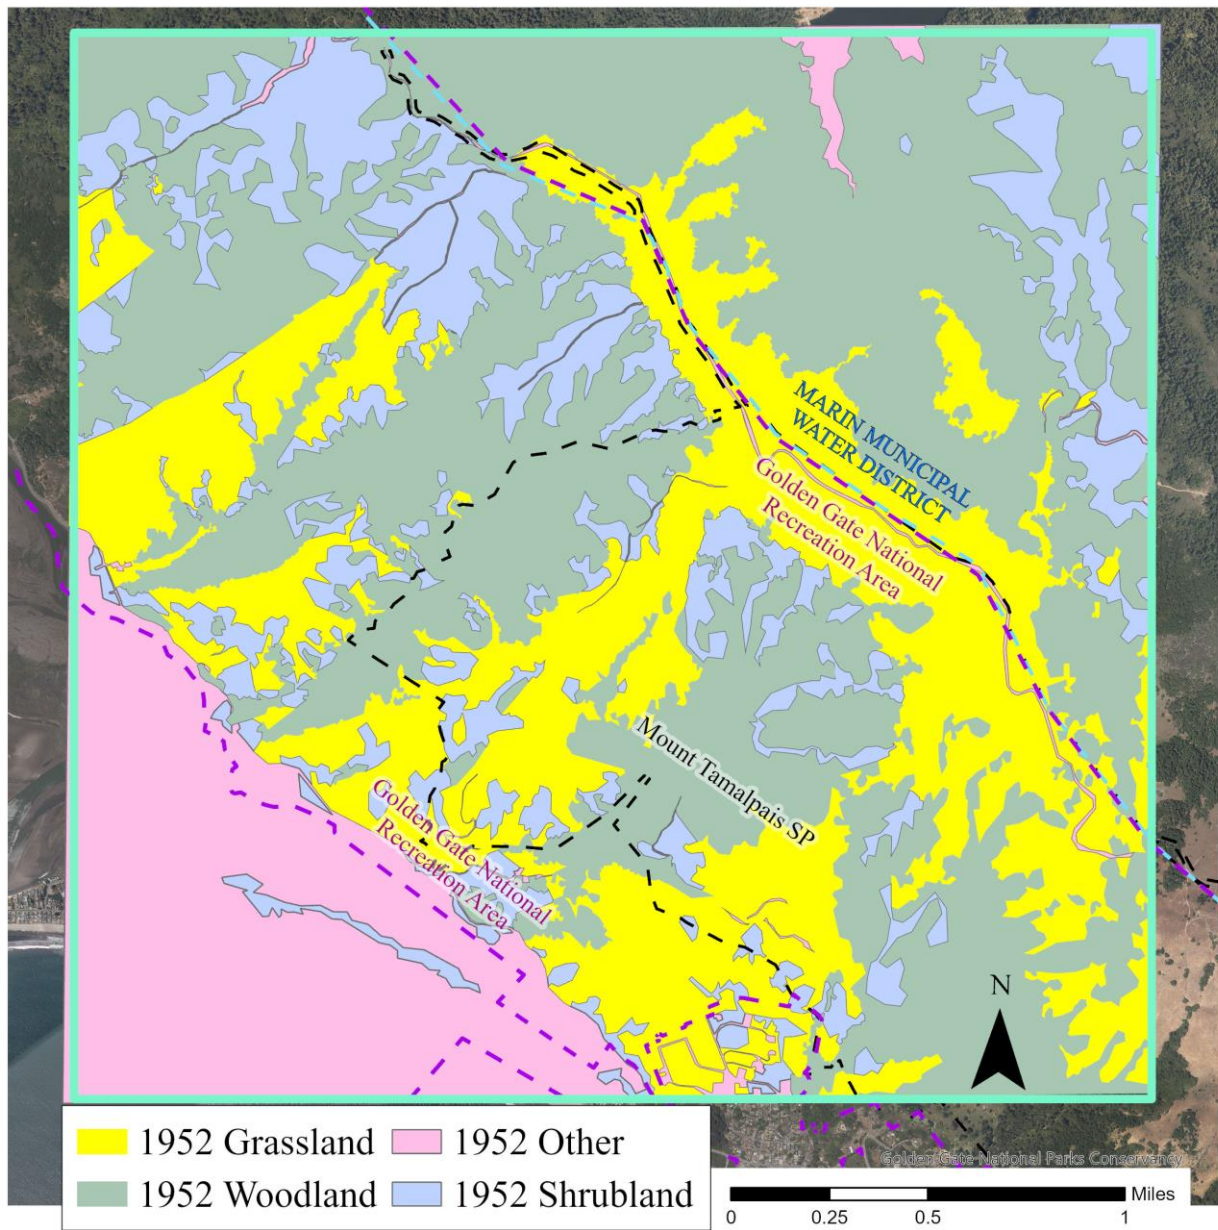 MARIN MUNICIPAL
WATER DISTRICT
Golden Gate National
Recreation Area
Mount Tamalpais SP
Golden Gate National
Recreation Area
N
1952 Grassland
1952 Other
1952 Woodland
1952 Shrubland
Golden Gate National Parks Conservancy
Miles
0
0.25
0.5
1